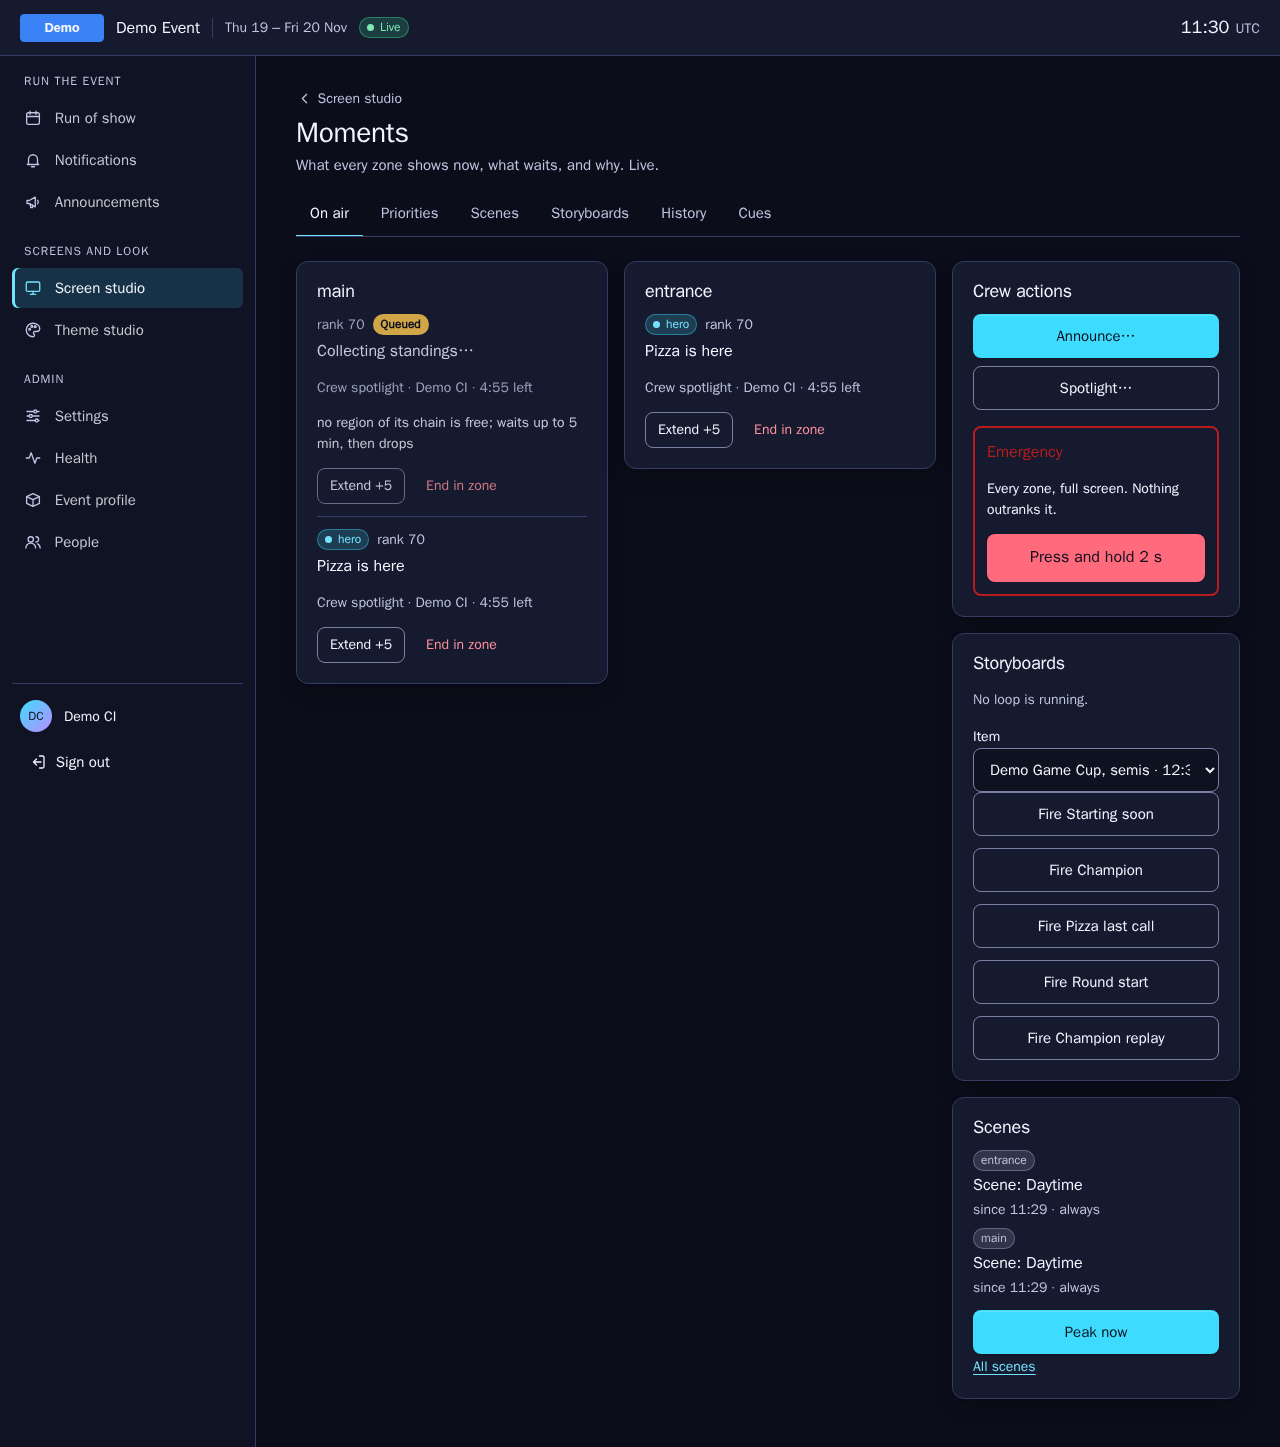 Demo
Demo Event
Thu 19 – Fri 20 Nov
Live
11:30 UTC
RUN THE EVENT
Run of show
Notifications
Announcements
SCREENS AND LOOK
Screen studio
Theme studio
ADMIN
Settings
Health
Event profile
People
DC
Demo CI
Sign out
Screen studio
Moments
What every zone shows now, what waits, and why. Live.
On air
Priorities
Scenes
Storyboards
History
Cues
main
rank 70 Queued
Collecting standings…
Crew spotlight · Demo CI · 4:55 left
no region of its chain is free; waits up to 5
min, then drops
Extend +5
End in zone
hero rank 70
Pizza is here
Crew spotlight · Demo CI · 4:55 left
Extend +5
End in zone
entrance
hero rank 70
Pizza is here
Crew spotlight · Demo CI · 4:55 left
Extend +5
End in zone
Crew actions
Announce…
Spotlight…
Emergency
Every zone, full screen. Nothing
outranks it.
Press and hold 2 s
Storyboards
No loop is running.
Item
Demo Game Cup, semis · 12:3
Fire Starting soon
Fire Champion
Fire Pizza last call
Fire Round start
Fire Champion replay
Scenes
entrance
Scene: Daytime
since 11:29 · always
main
Scene: Daytime
since 11:29 · always
Peak now
All scenes